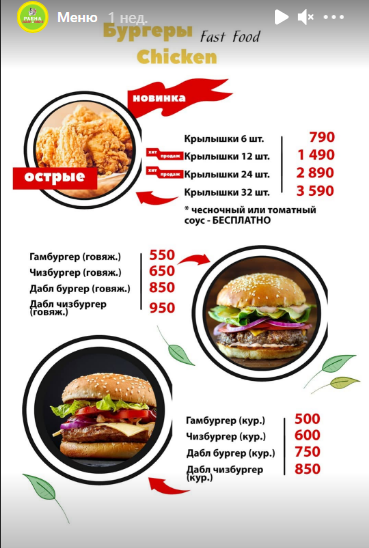 Меню 1 нед.
Бургеры Fast Food
Chicken
новинка
Крылышки 6 шт. 790
хит продаж Крылышки 12 шт. 1 490
хит продаж Крылышки 24 шт. 2 890
Крылышки 32 шт. 3 590
острые
* чесночный или томатный
соус - БЕСПЛАТНО
Гамбургер (говяж.) 550
Чизбургер (говяж.) 650
Дабл бургер (говяж.) 850
Дабл чизбургер
(говяж.) 950
Гамбургер (кур.) 500
Чизбургер (кур.) 600
Дабл бургер (кур.) 750
Дабл чизбургер
(кур.) 850